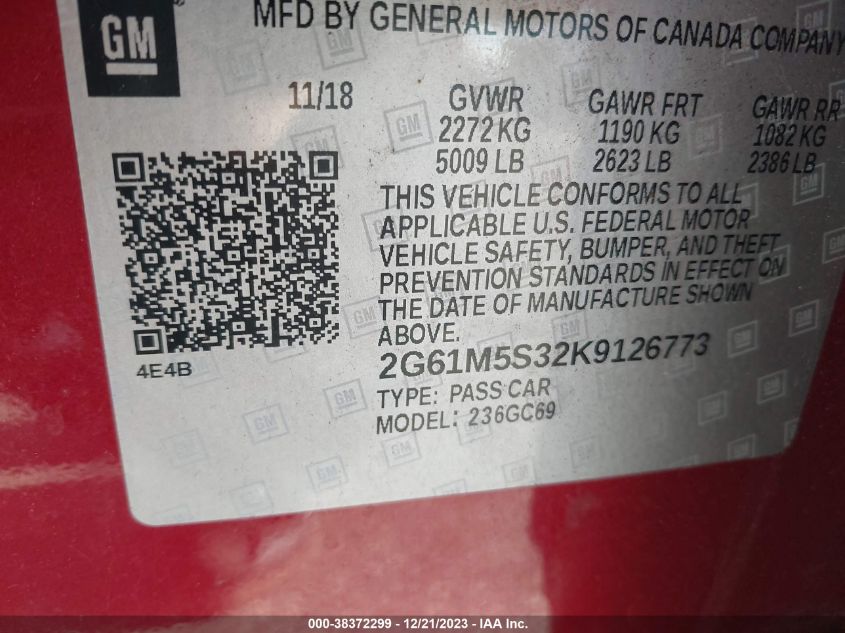 GM
MFD BY GENERAL MOTORS OF CANADA COMPANY
11/18 GVWR GAWR FRT GAWR RR
2272 KG 1190 KG 1082 KG
5009 LB 2623 LB 2386 LB
THIS VEHICLE CONFORMS TO ALL
APPLICABLE U.S. FEDERAL MOTOR
VEHICLE SAFETY, BUMPER, AND THEFT
PREVENTION STANDARDS IN EFFECT ON
THE DATE OF MANUFACTURE SHOWN
ABOVE.
4E4B
2G61M5S32K9126773
TYPE: PASS CAR
MODEL: 236GC69
000-38372299 - 12/21/2023 - IAA Inc.